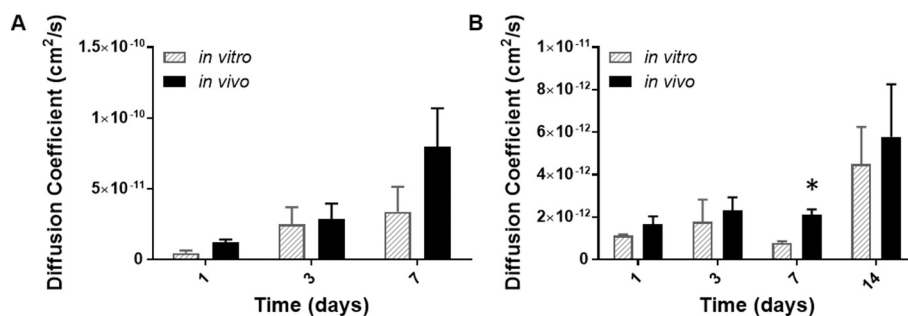 A
Diffusion Coefficient (cm²/s)
1.5×10⁻¹⁰
1×10⁻¹⁰
5×10⁻¹¹
0
in vitro
in vivo
1
3
7
Time (days)
B
Diffusion Coefficient (cm²/s)
1×10⁻¹¹
8×10⁻¹²
6×10⁻¹²
4×10⁻¹²
2×10⁻¹²
0
in vitro
in vivo
*
1
3
7
14
Time (days)